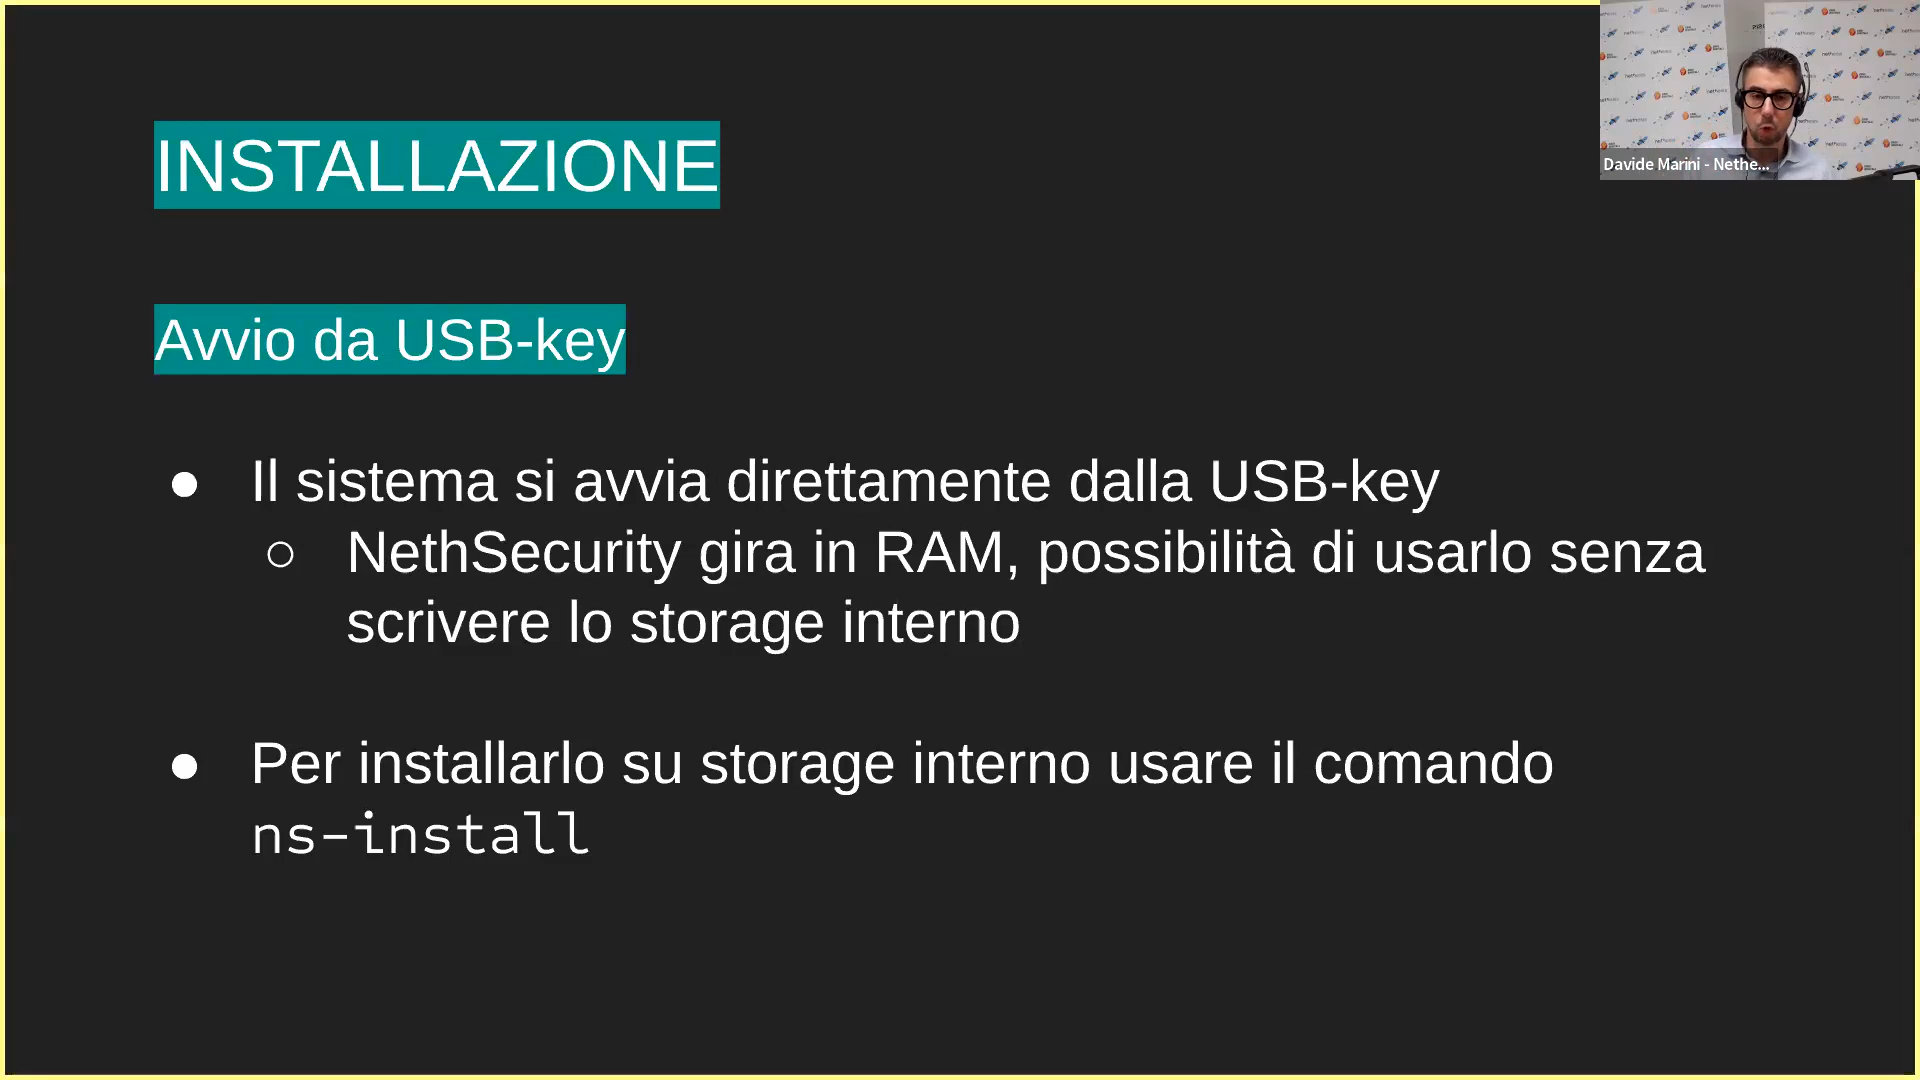 INSTALLAZIONE
Avvio da USB-key
● Il sistema si avvia direttamente dalla USB-key
○ NethSecurity gira in RAM, possibilità di usarlo senza
scrivere lo storage interno
● Per installarlo su storage interno usare il comando
ns-install
Davide Marini - Nethe...